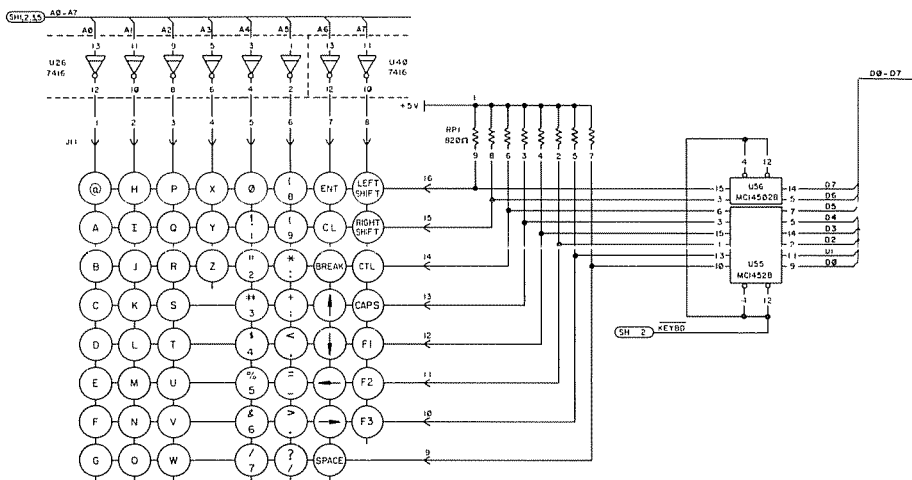 SH1,2,3,5 A0-A7
A0 A1 A2 A3 A4 A5 A6 A7
13 11 9 5 3 1 13 11
U26
7416
U40
7416
12 10 8 6 4 2 12 10
D0-D7
+5V
1
RP1
820Ω
1 2 3 4 5 6 7 8
J11
9 8 6 3 4 2 5 7
4 12
@ H P X 0 ( 8 ENT LEFT SHIFT 16
15 U56 MC14502B 14 D7
3 5 D6
A I Q Y ! 1 ) 9 CL RIGHT SHIFT 15
6 7 D5
3 5 D4
15 14 D3
1 2 D2
B J R Z " 2 * : BREAK CTL 14
13 U55 MC1452B 11 D1
10 9 D0
4 12
C K S # 3 + ; CAPS 13
SH 2 KEYBD
D L T $ 4 < , F1 12
E M U % 5 = _ F2 11
F N V & 6 > . F3 10
G O W / 7 ? / SPACE 9